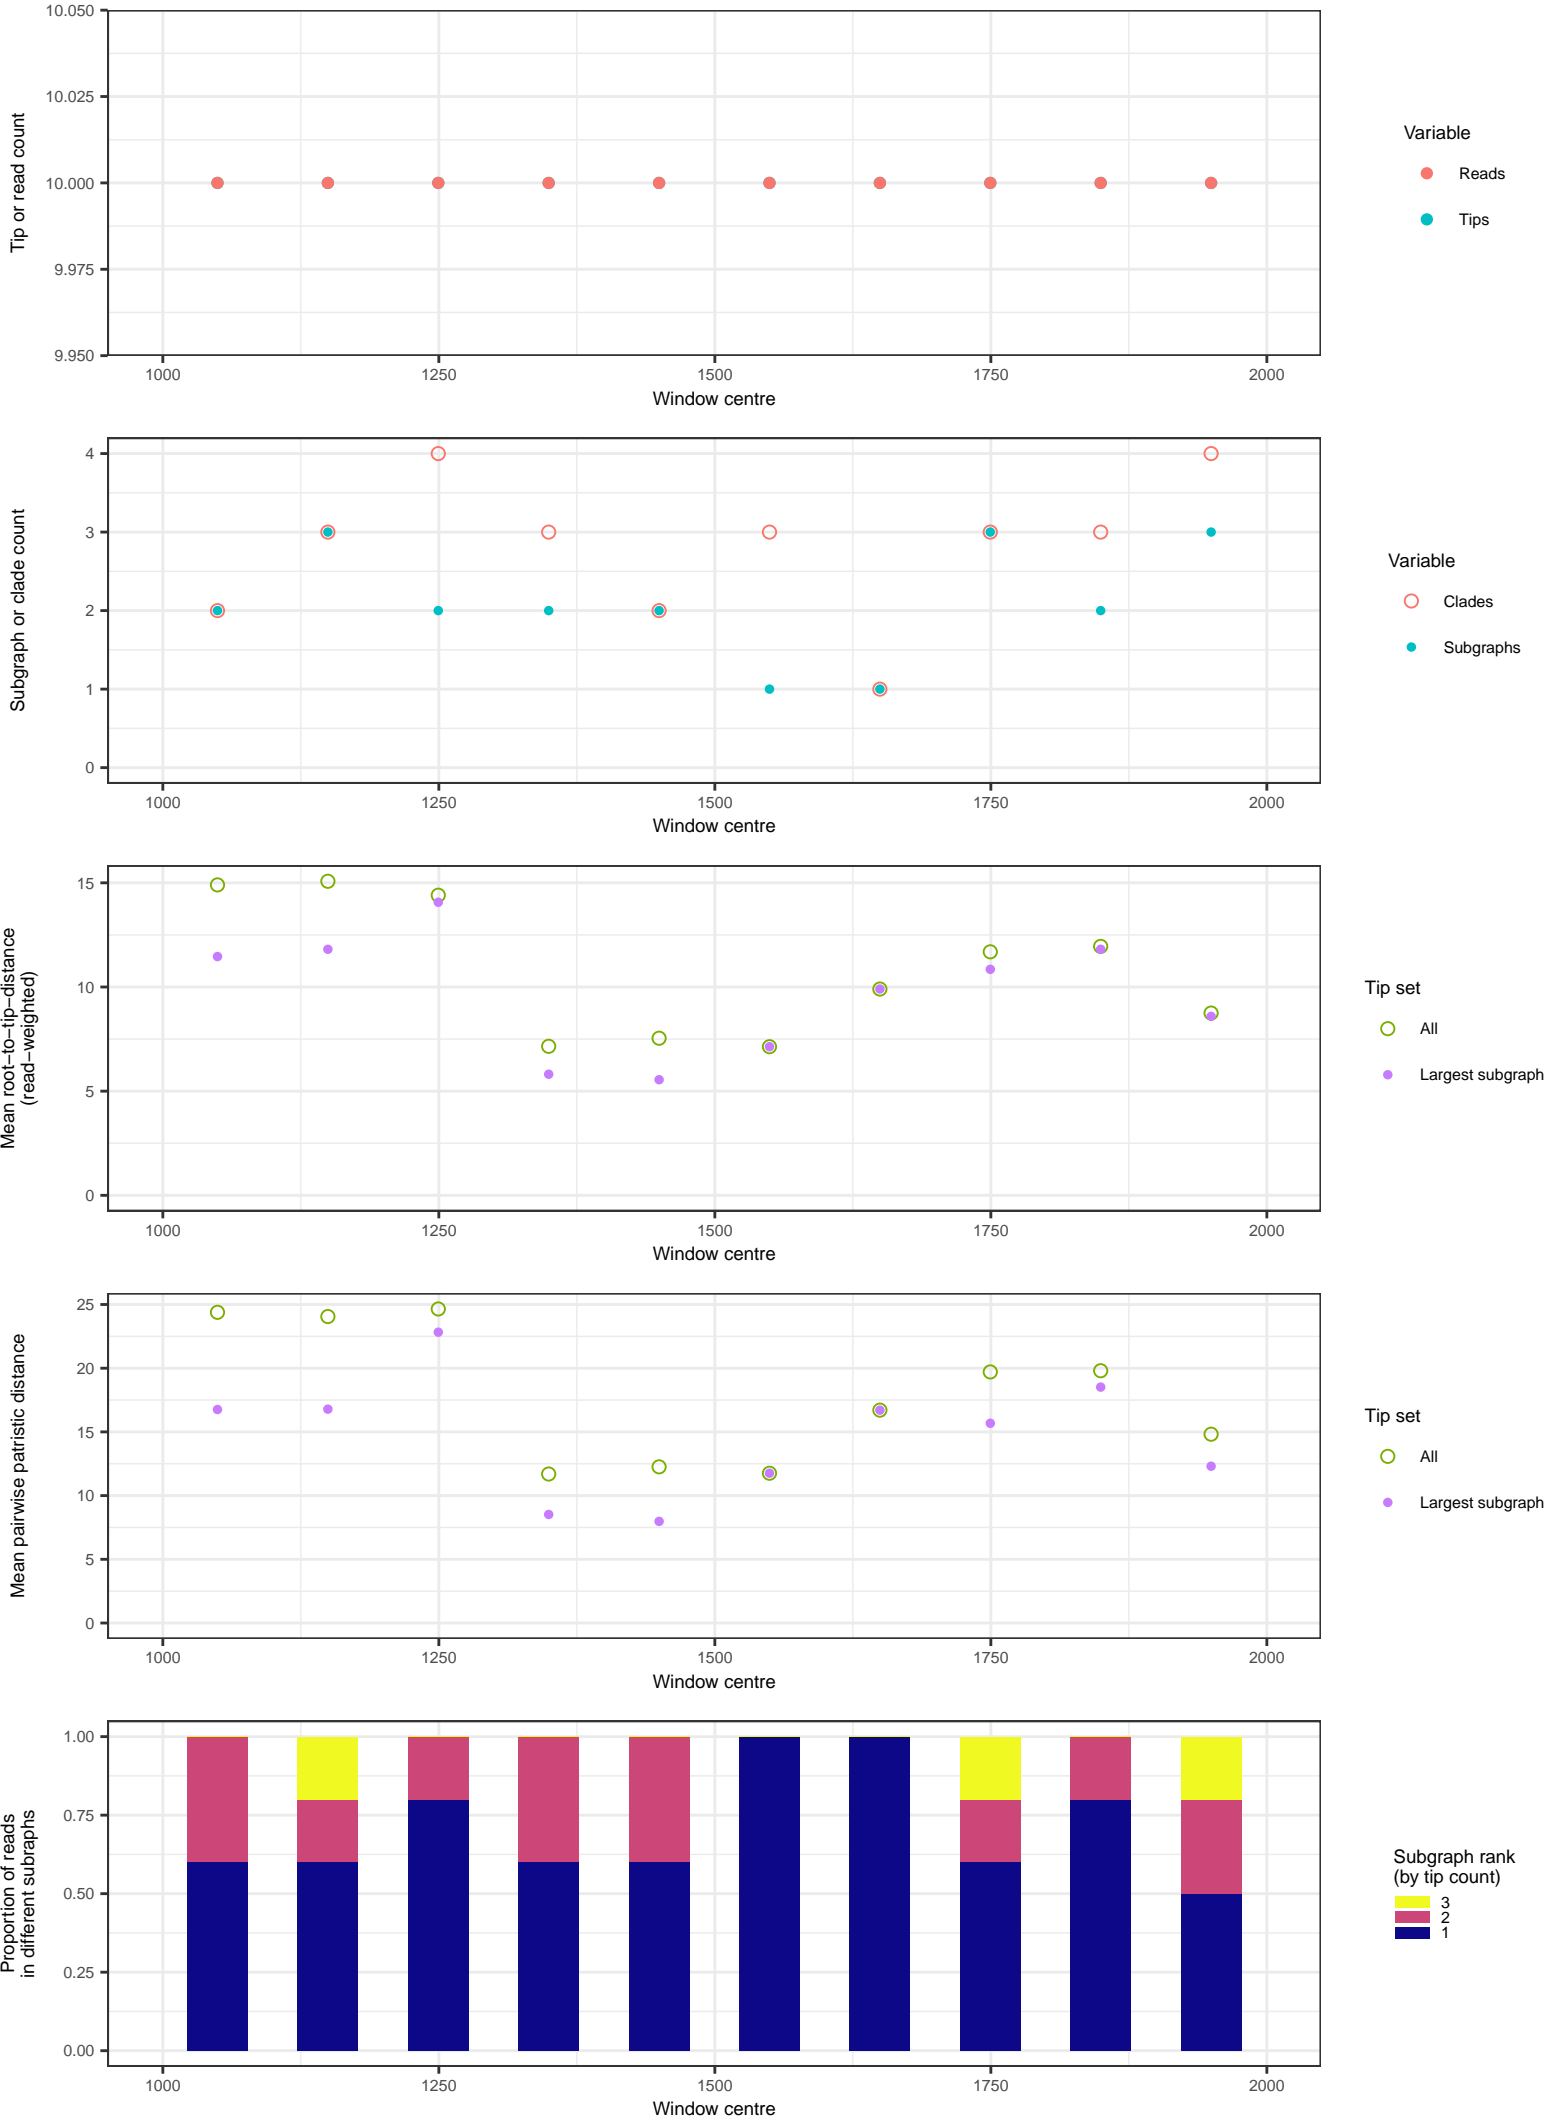 10.050
10.025
10.000
9.975
9.950
Tip or read count
1000 1250 1500 1750 2000
Window centre
Variable
Reads
Tips
4
3
2
1
0
Subgraph or clade count
1000 1250 1500 1750 2000
Window centre
Variable
Clades
Subgraphs
15
10
5
0
Mean root−to−tip−distance
(read−weighted)
1000 1250 1500 1750 2000
Window centre
Tip set
All
Largest subgraph
25
20
15
10
5
0
Mean pairwise patristic distance
1000 1250 1500 1750 2000
Window centre
Tip set
All
Largest subgraph
1.00
0.75
0.50
0.25
0.00
Proportion of reads
in different subraphs
1000 1250 1500 1750 2000
Window centre
Subgraph rank
(by tip count)
3
2
1